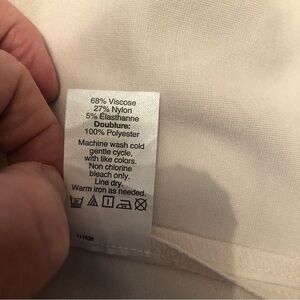 68% Viscose
27% Nylon
5% Élasthanne
Doublure:
100% Polyester
Machine wash cold
gentle cycle,
with like colors.
Non chlorine
bleach only.
Line dry.
Warm iron as needed.